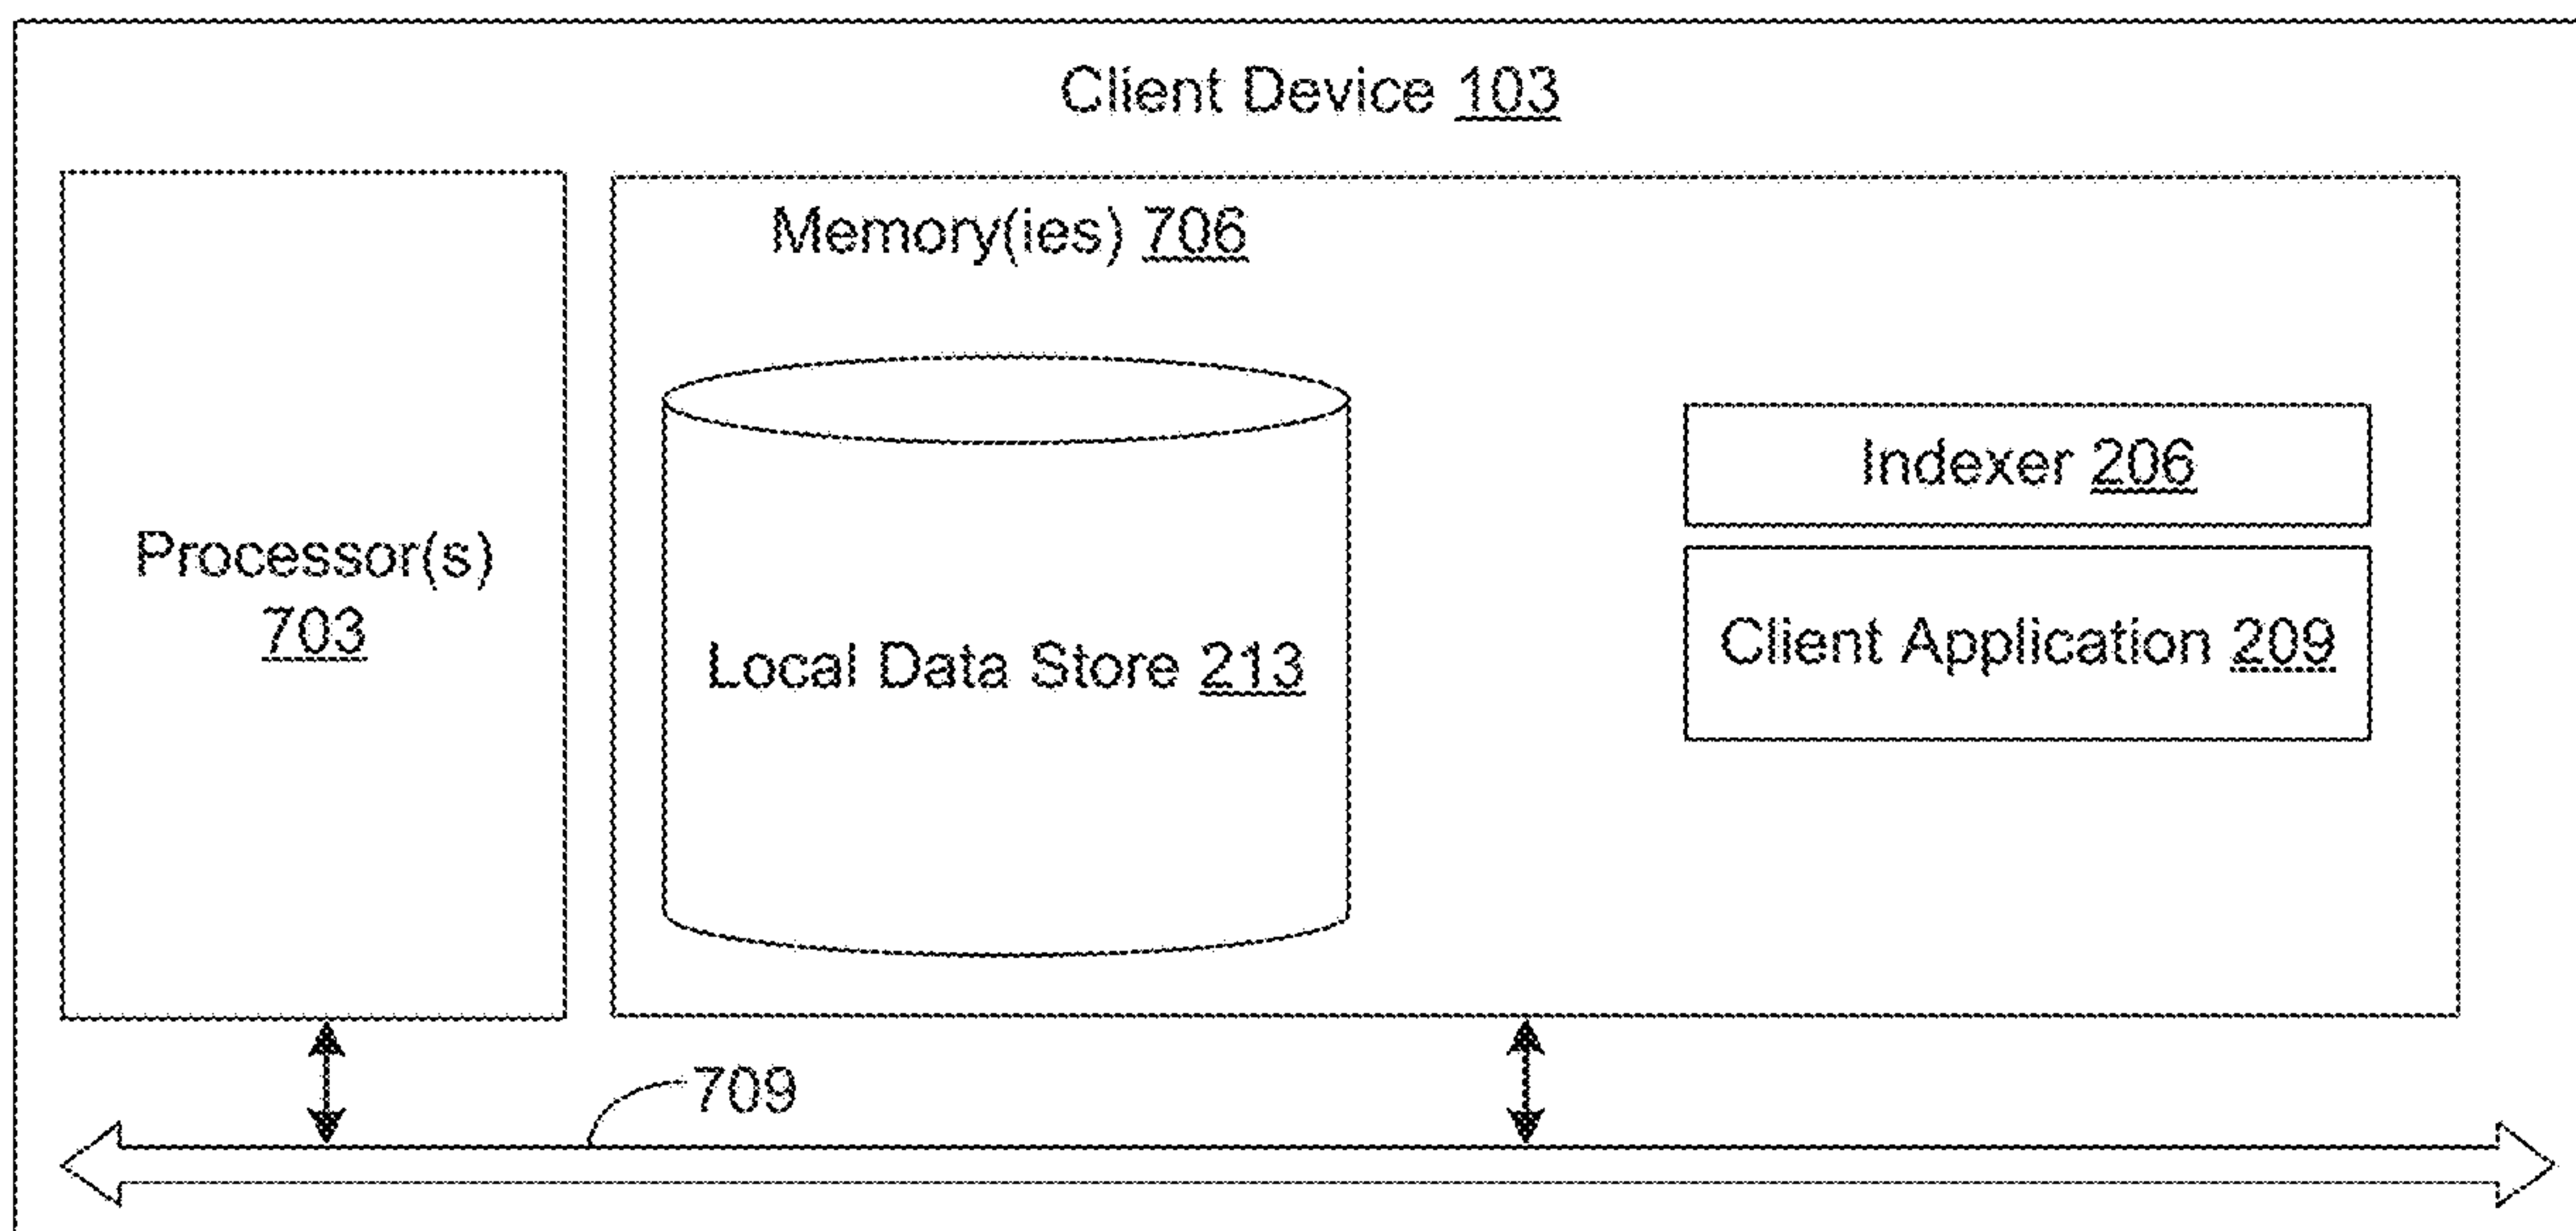 Client Device 103
Memory(ies) 706
Processor(s)
703
Local Data Store 213
Indexer 206
Client Application 209
709